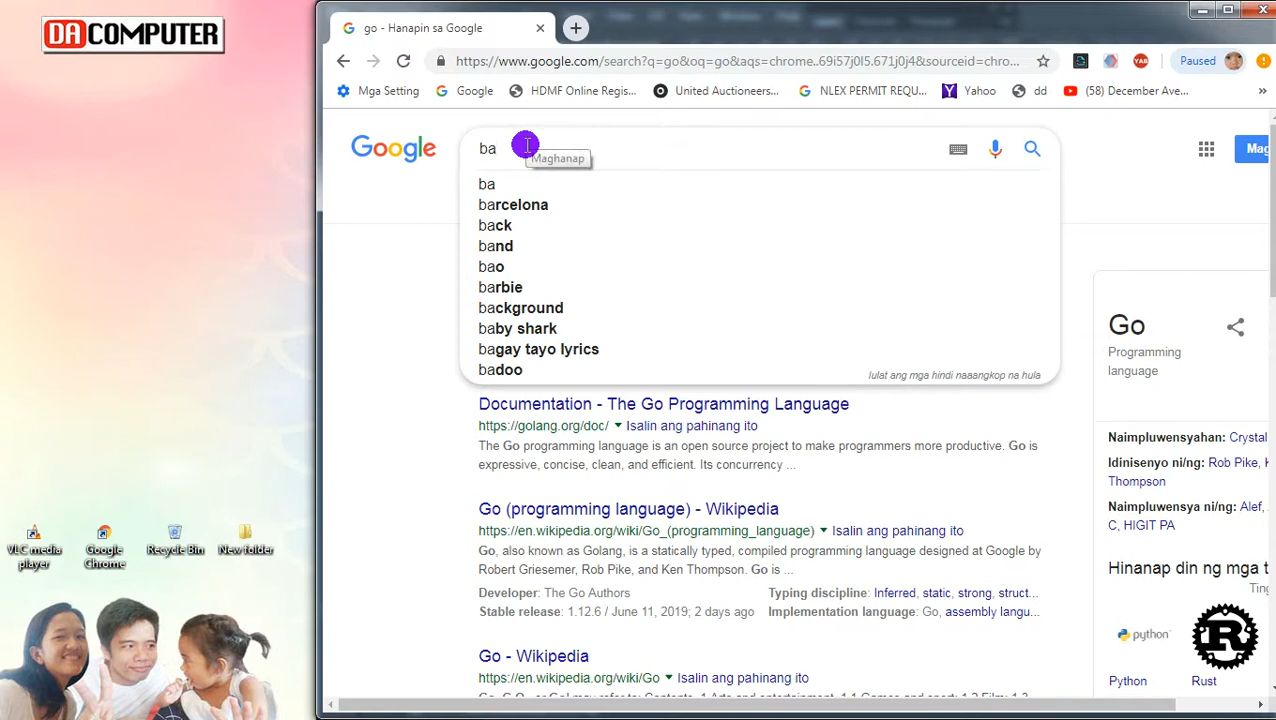 DA COMPUTER
go - Hanapin sa Google
https://www.google.com/search?q=go&oq=go&aqs=chrome..69i57j0l5.671j0j4&sourceid=chro...
YAB
Paused
Mga Setting
Google
HDMF Online Regis...
United Auctioneers...
NLEX PERMIT REQU...
Yahoo
dd
(58) December Ave...
»
Google
ba
Mag
Maghanap
ba
barcelona
back
band
bao
barbie
background
baby shark
bagay tayo lyrics
badoo
Iulat ang mga hindi naaangkop na hula
Documentation - The Go Programming Language
https://golang.org/doc/ Isalin ang pahinang ito
The Go programming language is an open source project to make programmers more productive. Go is
expressive, concise, clean, and efficient. Its concurrency ...
Go (programming language) - Wikipedia
https://en.wikipedia.org/wiki/Go_(programming_language) Isalin ang pahinang ito
Go, also known as Golang, is a statically typed, compiled programming language designed at Google by
Robert Griesemer, Rob Pike, and Ken Thompson. Go is ...
Developer: The Go Authors
Typing discipline: Inferred, static, strong, struct...
Stable release: 1.12.6 / June 11, 2019; 2 days ago
Implementation language: Go, assembly langu...
Go - Wikipedia
https://en.wikipedia.org/wiki/Go Isalin ang pahinang ito
Go
Programming
language
Naimpluwensyahan: Crystal
Idinisenyo ni/ng: Rob Pike, K
Thompson
Naimpluwensya ni/ng: Alef,
C, HIGIT PA
Hinanap din ng mga t
Ting
python
R
Python
Rust
VLC media
player
Google
Chrome
Recycle Bin
New folder